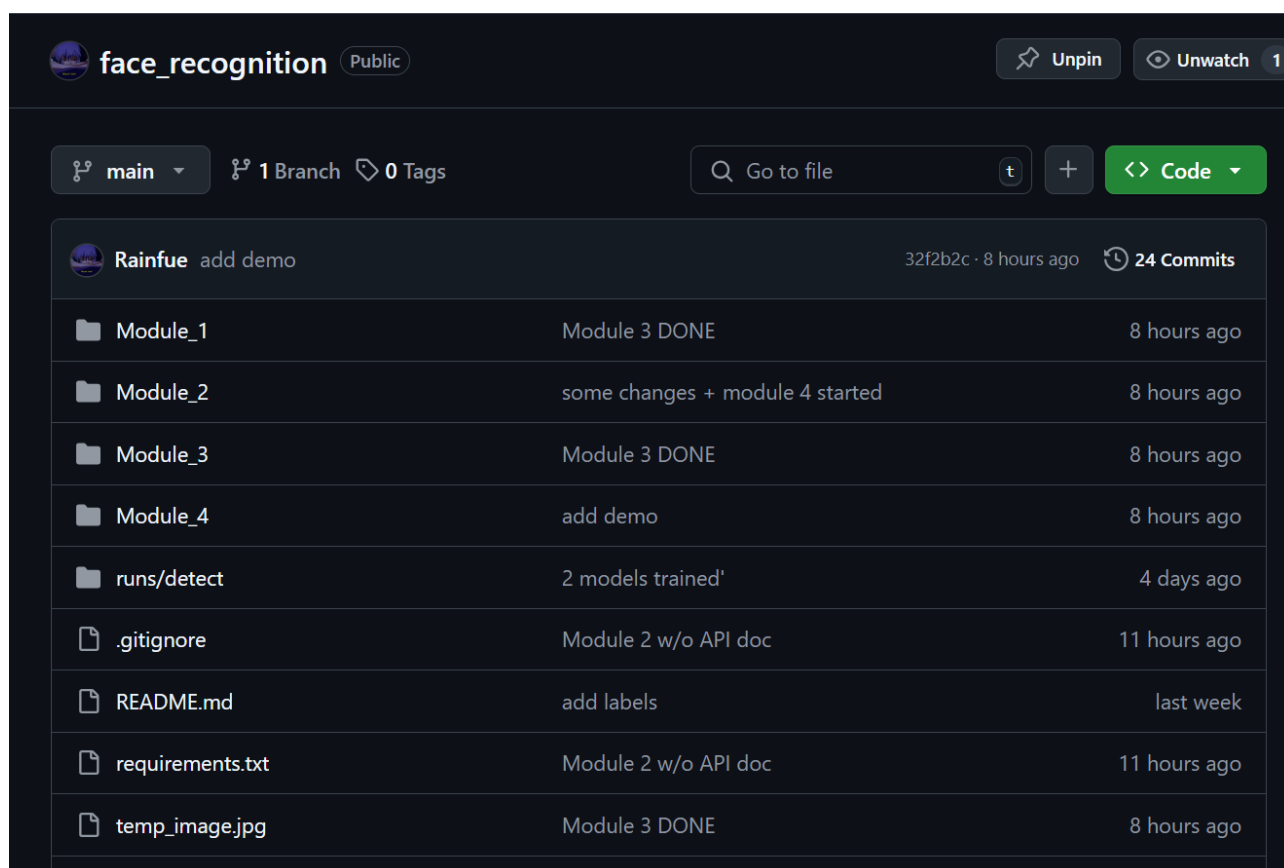 face_recognition Public Unpin Unwatch 1
main 1 Branch 0 Tags Go to file t Code
Rainfue add demo 32f2b2c · 8 hours ago 24 Commits
Module_1 Module 3 DONE 8 hours ago
Module_2 some changes + module 4 started 8 hours ago
Module_3 Module 3 DONE 8 hours ago
Module_4 add demo 8 hours ago
runs/detect 2 models trained' 4 days ago
.gitignore Module 2 w/o API doc 11 hours ago
README.md add labels last week
requirements.txt Module 2 w/o API doc 11 hours ago
temp_image.jpg Module 3 DONE 8 hours ago